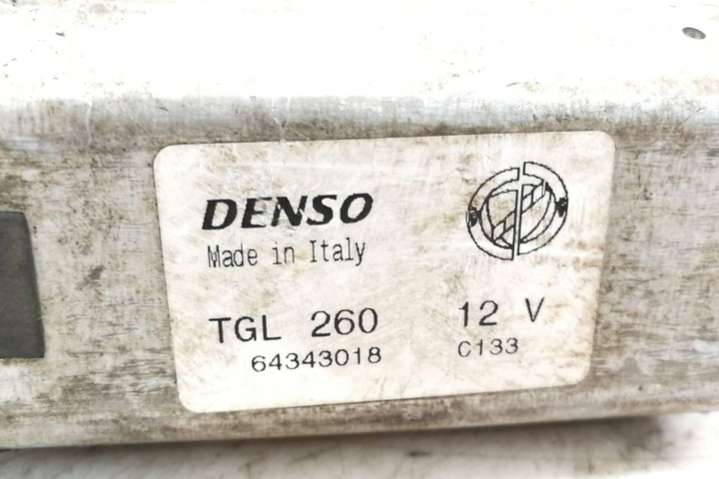 DENSO
Made in Italy
TGL 260 12 V
64343018 C133